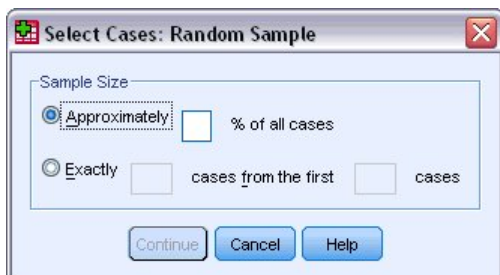 Select Cases: Random Sample
Sample Size
Approximately % of all cases
Exactly cases from the first cases
Continue Cancel Help